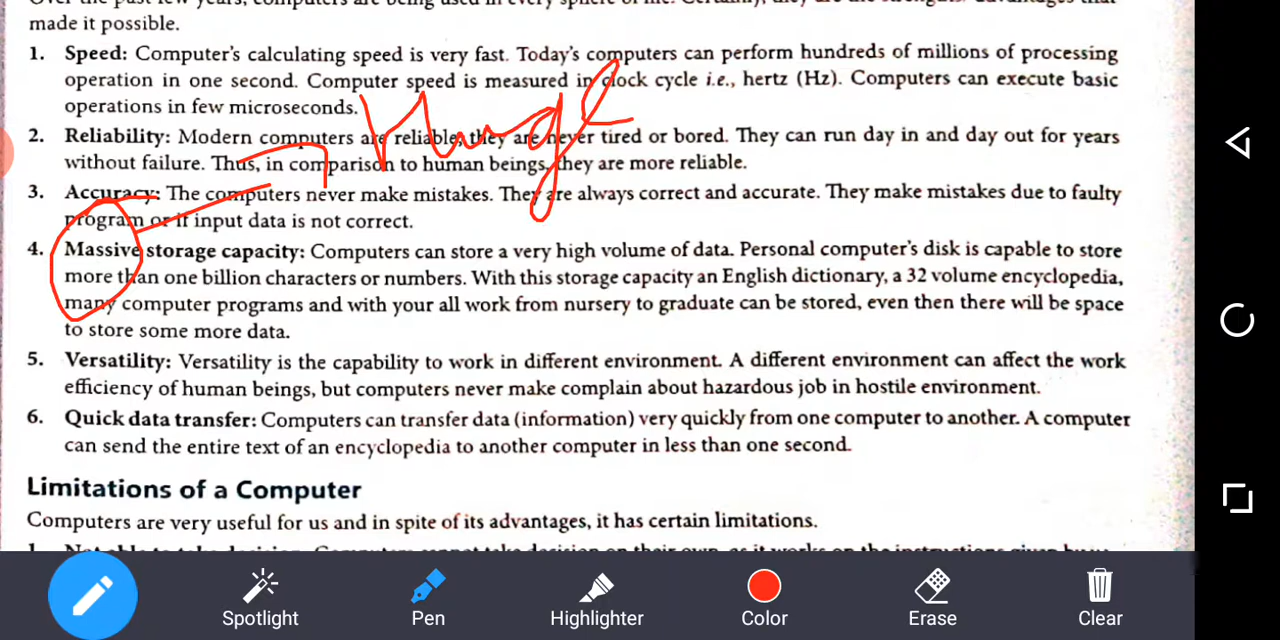 made it possible.
1. Speed: Computer's calculating speed is very fast. Today's computers can perform hundreds of millions of processing
operation in one second. Computer speed is measured in clock cycle i.e., hertz (Hz). Computers can execute basic
operations in few microseconds.
Huge
2. Reliability: Modern computers are reliable, they are never tired or bored. They can run day in and day out for years
without failure. Thus, in comparison to human beings, they are more reliable.
3. Accuracy: The computers never make mistakes. They are always correct and accurate. They make mistakes due to faulty
program or if input data is not correct.
4. Massive storage capacity: Computers can store a very high volume of data. Personal computer's disk is capable to store
more than one billion characters or numbers. With this storage capacity an English dictionary, a 32 volume encyclopedia,
many computer programs and with your all work from nursery to graduate can be stored, even then there will be space
to store some more data.
5. Versatility: Versatility is the capability to work in different environment. A different environment can affect the work
efficiency of human beings, but computers never make complain about hazardous job in hostile environment.
6. Quick data transfer: Computers can transfer data (information) very quickly from one computer to another. A computer
can send the entire text of an encyclopedia to another computer in less than one second.
Limitations of a Computer
Computers are very useful for us and in spite of its advantages, it has certain limitations.
Spotlight Pen Highlighter Color Erase Clear